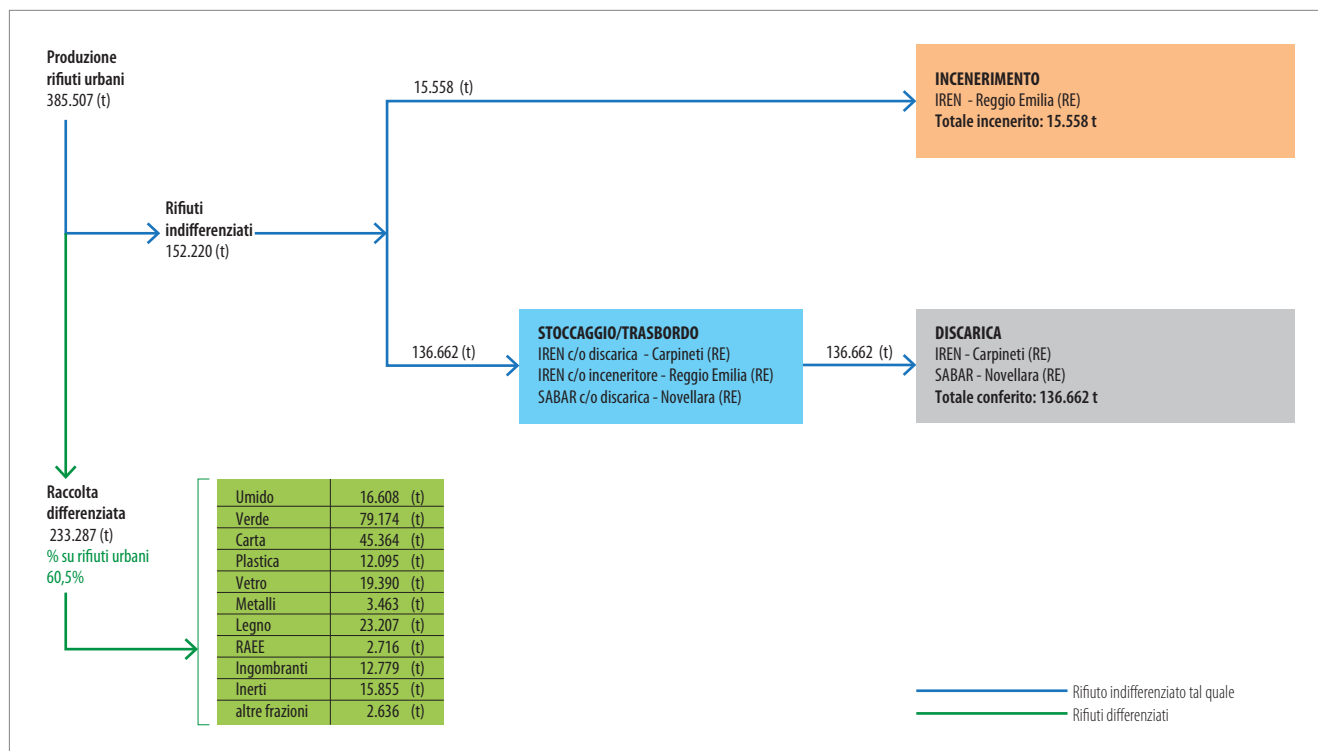 Produzione
rifiuti urbani
385.507 (t)
15.558 (t)
INCENERIMENTO
IREN - Reggio Emilia (RE)
Totale incenerito: 15.558 t
Rifiuti
indifferenziati
152.220 (t)
136.662 (t)
STOCCAGGIO/TRASBORDO
IREN c/o discarica - Carpineti (RE)
IREN c/o inceneritore - Reggio Emilia (RE)
SABAR c/o discarica - Novellara (RE)
136.662 (t)
DISCARICA
IREN - Carpineti (RE)
SABAR - Novellara (RE)
Totale conferito: 136.662 t
Raccolta
differenziata
233.287 (t)
% su rifiuti urbani
60,5%
Umido 16.608 (t)
Verde 79.174 (t)
Carta 45.364 (t)
Plastica 12.095 (t)
Vetro 19.390 (t)
Metalli 3.463 (t)
Legno 23.207 (t)
RAEE 2.716 (t)
Ingombranti 12.779 (t)
Inerti 15.855 (t)
altre frazioni 2.636 (t)
Rifiuto indifferenziato tal quale
Rifiuti differenziati